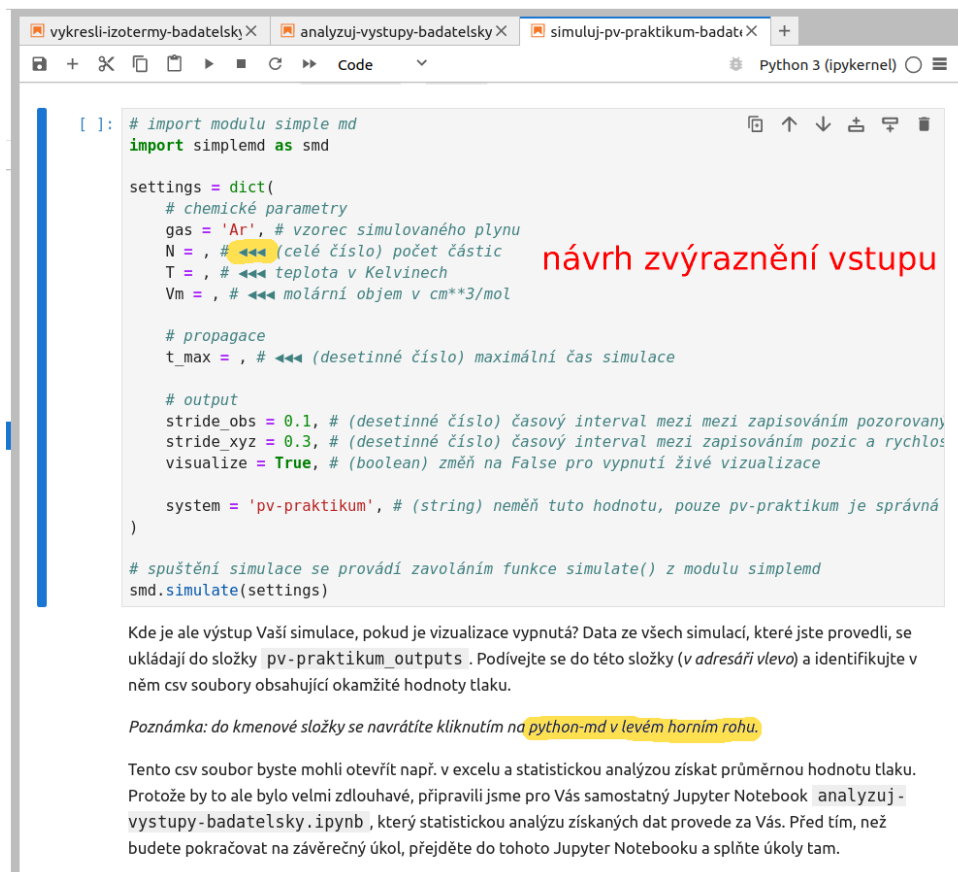 vykresli-izotermy-badatelsky
analyzuj-vystupy-badatelsky
simuluj-pv-praktikum-badate
Code
Python 3 (ipykernel)
[ ]:
# import modulu simple md
import simplemd as smd
settings = dict(
# chemické parametry
gas = 'Ar', # vzorec simulovaného plynu
N = , # ◄◄◄ (celé číslo) počet částic
T = , # ◄◄◄ teplota v Kelvinech
Vm = , # ◄◄◄ molární objem v cm**3/mol
návrh zvýraznění vstupu
# propagace
t_max = , # ◄◄◄ (desetinné číslo) maximální čas simulace
# output
stride_obs = 0.1, # (desetinné číslo) časový interval mezi mezi zapisováním pozorovaný
stride_xyz = 0.3, # (desetinné číslo) časový interval mezi zapisováním pozic a rychlos
visualize = True, # (boolean) změň na False pro vypnutí živé vizualizace
system = 'pv-praktikum', # (string) neměň tuto hodnotu, pouze pv-praktikum je správná
)
# spuštění simulace se provádí zavoláním funkce simulate() z modulu simplemd
smd.simulate(settings)
Kde je ale výstup Vaší simulace, pokud je vizualizace vypnutá? Data ze všech simulací, které jste provedli, se
ukládají do složky pv-praktikum_outputs . Podívejte se do této složky (v adresáři vlevo) a identifikujte v
něm csv soubory obsahující okamžité hodnoty tlaku.
Poznámka: do kmenové složky se navrátíte kliknutím na python-md v levém horním rohu.
Tento csv soubor byste mohli otevřít např. v excelu a statistickou analýzou získat průměrnou hodnotu tlaku.
Protože by to ale bylo velmi zdlouhavé, připravili jsme pro Vás samostatný Jupyter Notebook analyzuj-
vystupy-badatelsky.ipynb , který statistickou analýzu získaných dat provede za Vás. Před tím, než
budete pokračovat na závěrečný úkol, přejděte do tohoto Jupyter Notebooku a splňte úkoly tam.